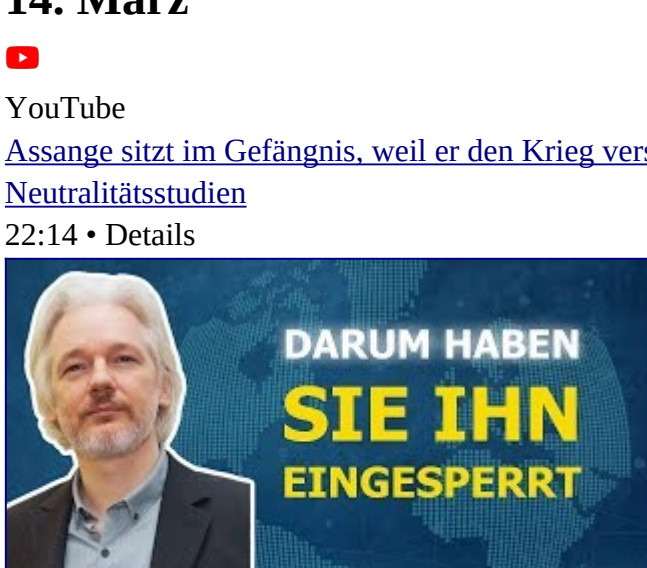 14. März
YouTube
Assange sitzt im Gefängnis, weil er den Krieg
Neutralitätsstudien
22:14 • Details
DARUM HABEN
SIE IHN
EINGESPERRT